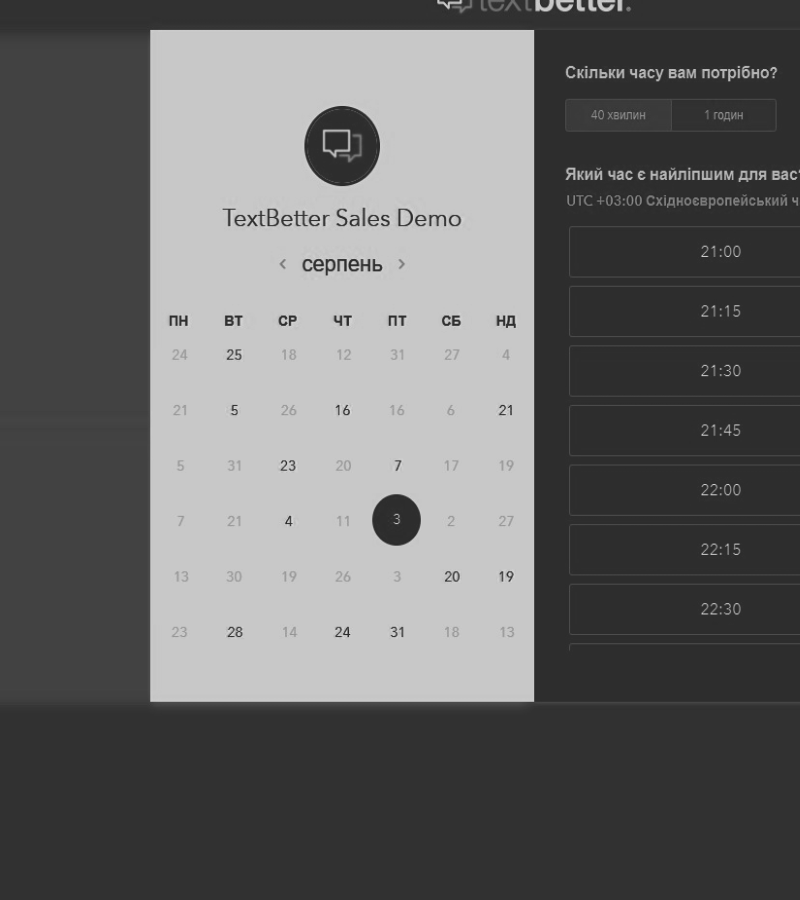 textbetter.
TextBetter Sales Demo
серпень
ПН ВТ СР ЧТ ПТ СБ НД
24 25 18 12 31 27 4
21 5 26 16 16 6 21
5 31 23 20 7 17 19
7 21 4 11 3 2 27
13 30 19 26 3 20 19
23 28 14 24 31 18 13
Скільки часу вам потрібно?
40 хвилин 1 годин
Який час є найліпшим для вас?
UTC +03:00 Східноєвропейський ч
21:00
21:15
21:30
21:45
22:00
22:15
22:30